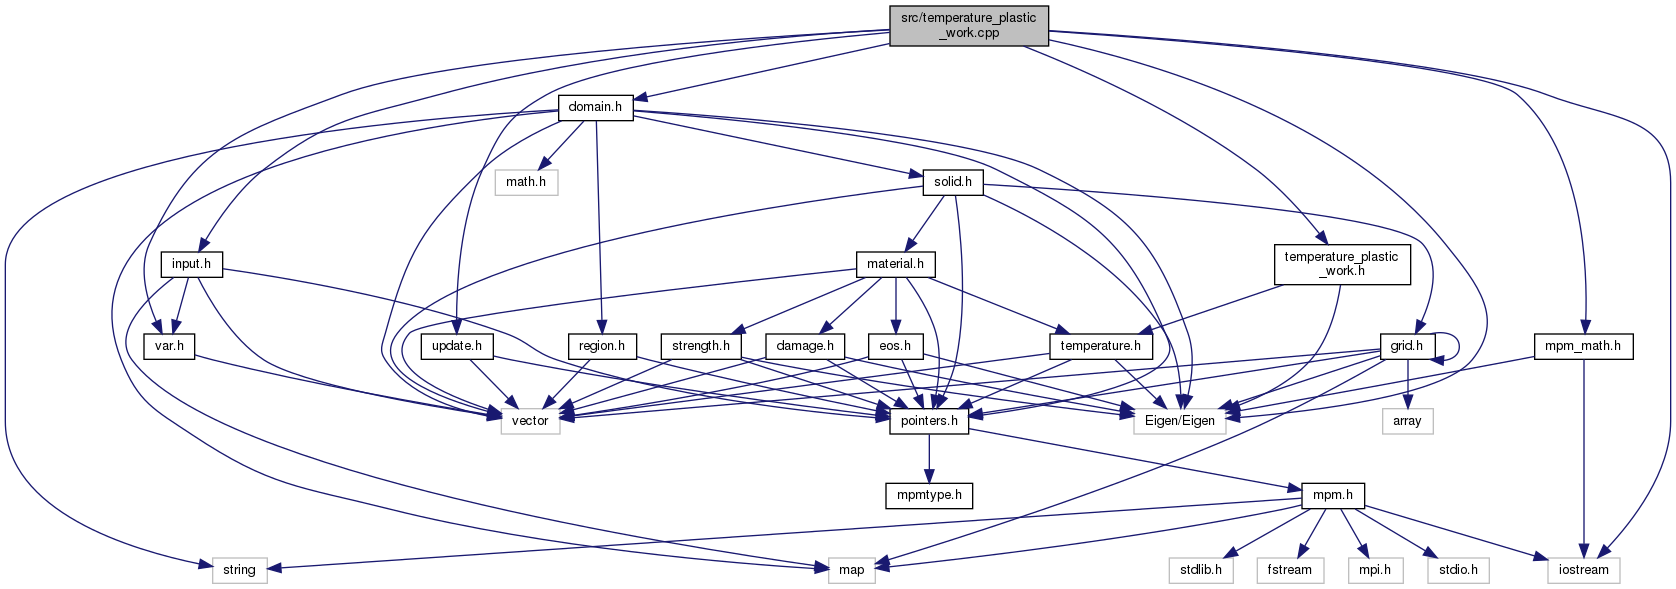 src/temperature_plastic
_work.cpp
domain.h
math.h
solid.h
input.h
material.h
temperature_plastic
_work.h
var.h
update.h
region.h
strength.h
damage.h
eos.h
temperature.h
grid.h
mpm_math.h
vector
pointers.h
Eigen/Eigen
array
mpmtype.h
mpm.h
string
map
stdlib.h
fstream
mpi.h
stdio.h
iostream